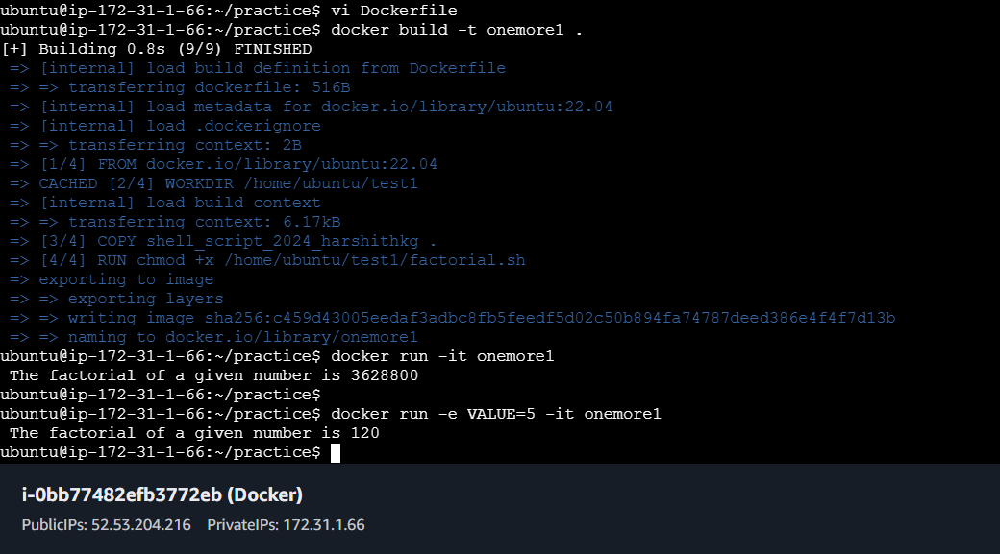 ubuntu@ip-172-31-1-66:~/practice$ vi Dockerfile
ubuntu@ip-172-31-1-66:~/practice$ docker build -t onemore1 .
[+] Building 0.8s (9/9) FINISHED
 => [internal] load build definition from Dockerfile
 => => transferring dockerfile: 516B
 => [internal] load metadata for docker.io/library/ubuntu:22.04
 => [internal] load .dockerignore
 => => transferring context: 2B
 => [1/4] FROM docker.io/library/ubuntu:22.04
 => CACHED [2/4] WORKDIR /home/ubuntu/test1
 => [internal] load build context
 => => transferring context: 6.17kB
 => [3/4] COPY shell_script_2024_harshithkg .
 => [4/4] RUN chmod +x /home/ubuntu/test1/factorial.sh
 => exporting to image
 => => exporting layers
 => => writing image sha256:c459d43005eedaf3adbc8fb5feedf5d02c50b894fa74787deed386e4f4f7d13b
 => => naming to docker.io/library/onemore1
ubuntu@ip-172-31-1-66:~/practice$ docker run -it onemore1
 The factorial of a given number is 3628800
ubuntu@ip-172-31-1-66:~/practice$
ubuntu@ip-172-31-1-66:~/practice$ docker run -e VALUE=5 -it onemore1
 The factorial of a given number is 120
ubuntu@ip-172-31-1-66:~/practice$
i-0bb77482efb3772eb (Docker)
PublicIPs: 52.53.204.216 PrivateIPs: 172.31.1.66